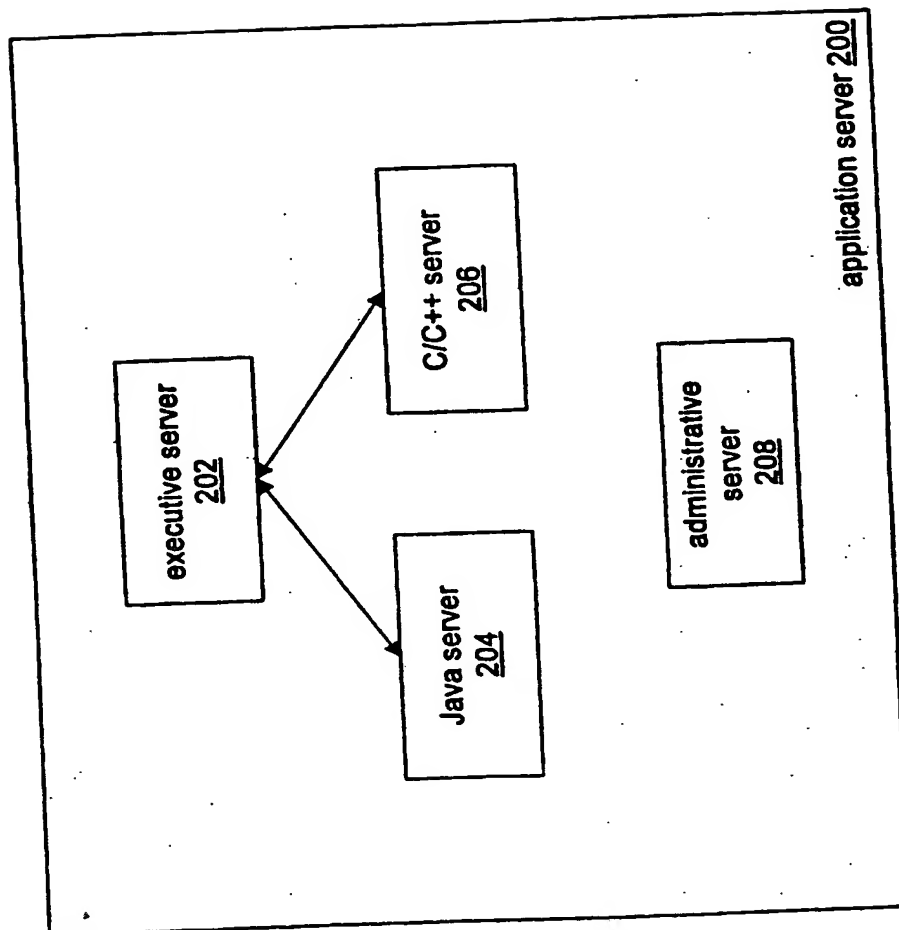 executive server
202
Java server
204
C/C++ server
206
administrative
server
208
application server 200